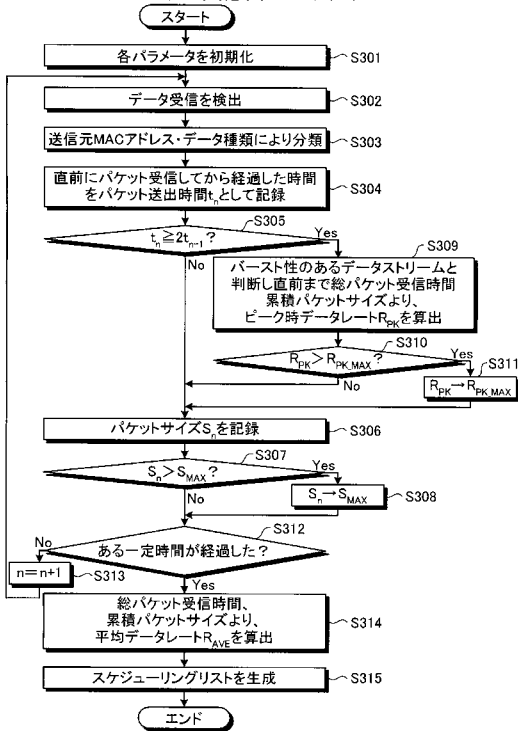 スタート
各パラメータを初期化
S301
データ受信を検出
S302
送信元MACアドレス・データ種類により分類
S303
直前にパケット受信してから経過した時間
をパケット送出時間tnとして記録
S304
S305
tn≧2tn-1?
Yes
No
S309
バースト性のあるデータストリームと
判断し直前まで総パケット受信時間
累積パケットサイズより、
ピーク時データレートRPKを算出
S310
RPK>RPK_MAX?
Yes
S311
No
RPK→RPK_MAX
パケットサイズSnを記録
S306
S307
Sn>SMAX?
Yes
No
Sn→SMAX
S308
S312
No
ある一定時間が経過した?
n=n+1
S313
Yes
総パケット受信時間、
累積パケットサイズより、
平均データレートRAVEを算出
S314
スケジューリングリストを生成
S315
エンド